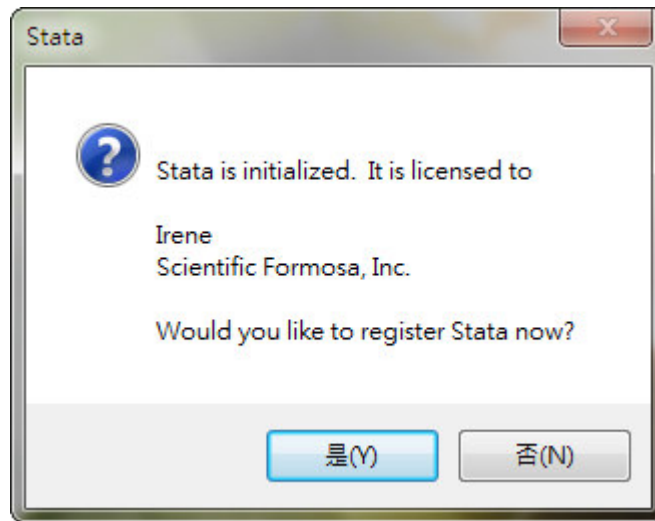 Stata
Stata is initialized.  It is licensed to
Irene
Scientific Formosa, Inc.
Would you like to register Stata now?
是(Y)
否(N)